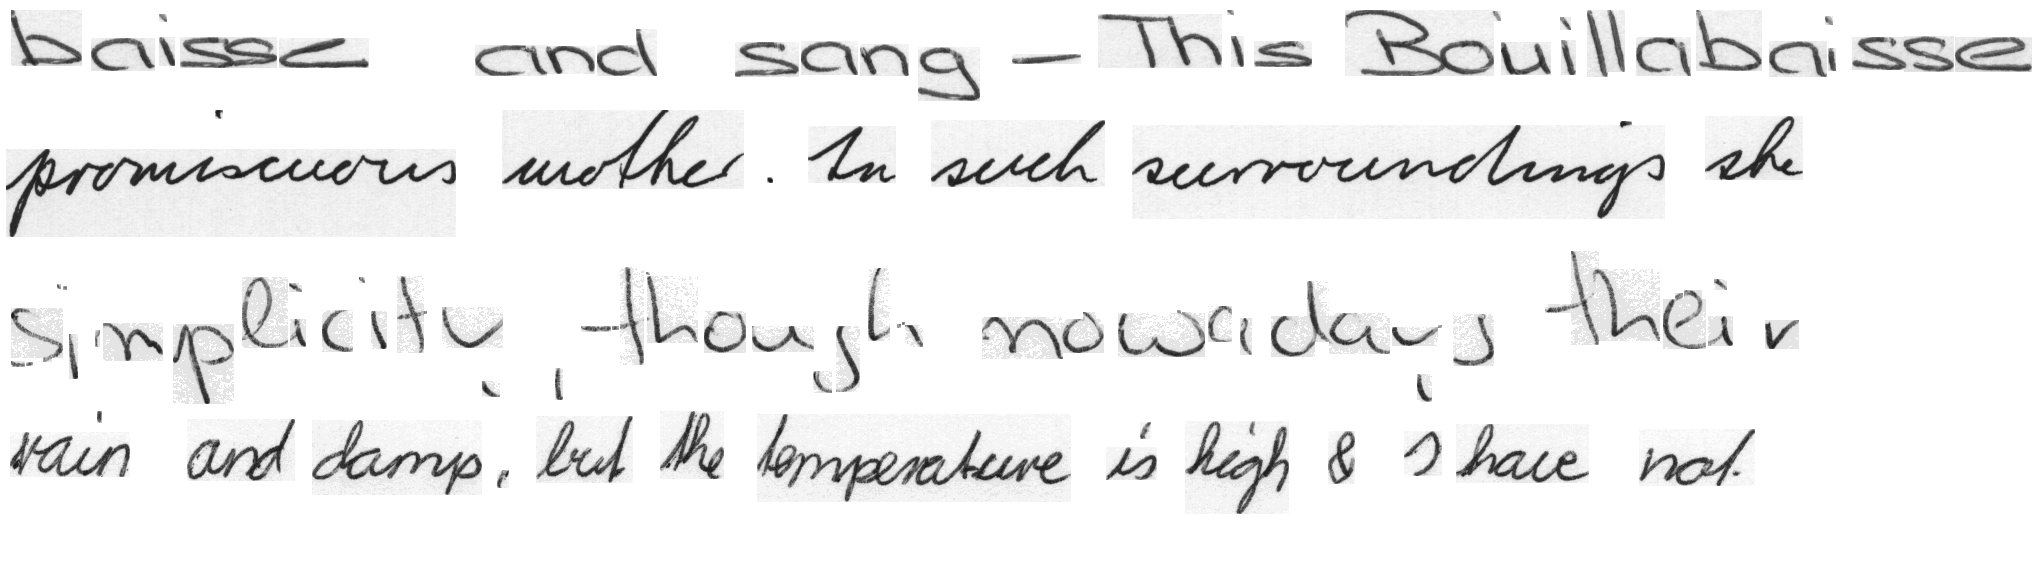 baisse and sang - This Bouillabaisse
promiscuous mother. In such surroundings she
simplicity, though nowadays their
rain and damp, but the temperature is high & I have not